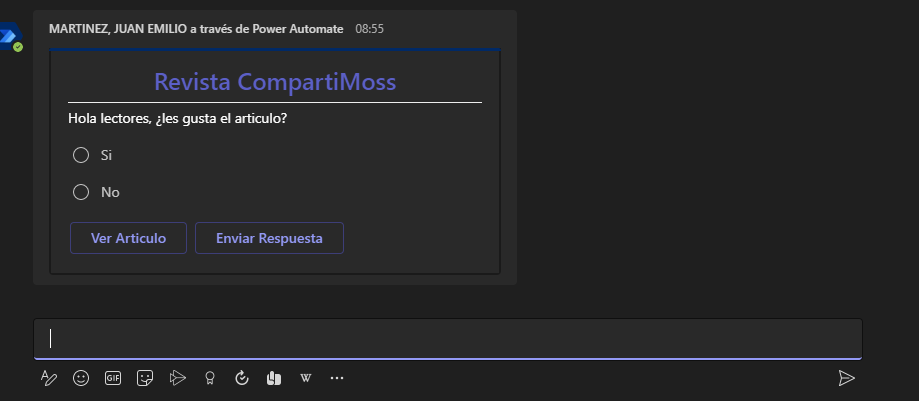 MARTINEZ, JUAN EMILIO a través de Power Automate 08:55
Revista CompartiMoss
Hola lectores, ¿les gusta el articulo?
Si
No
Ver Articulo Enviar Respuesta
GIF
W